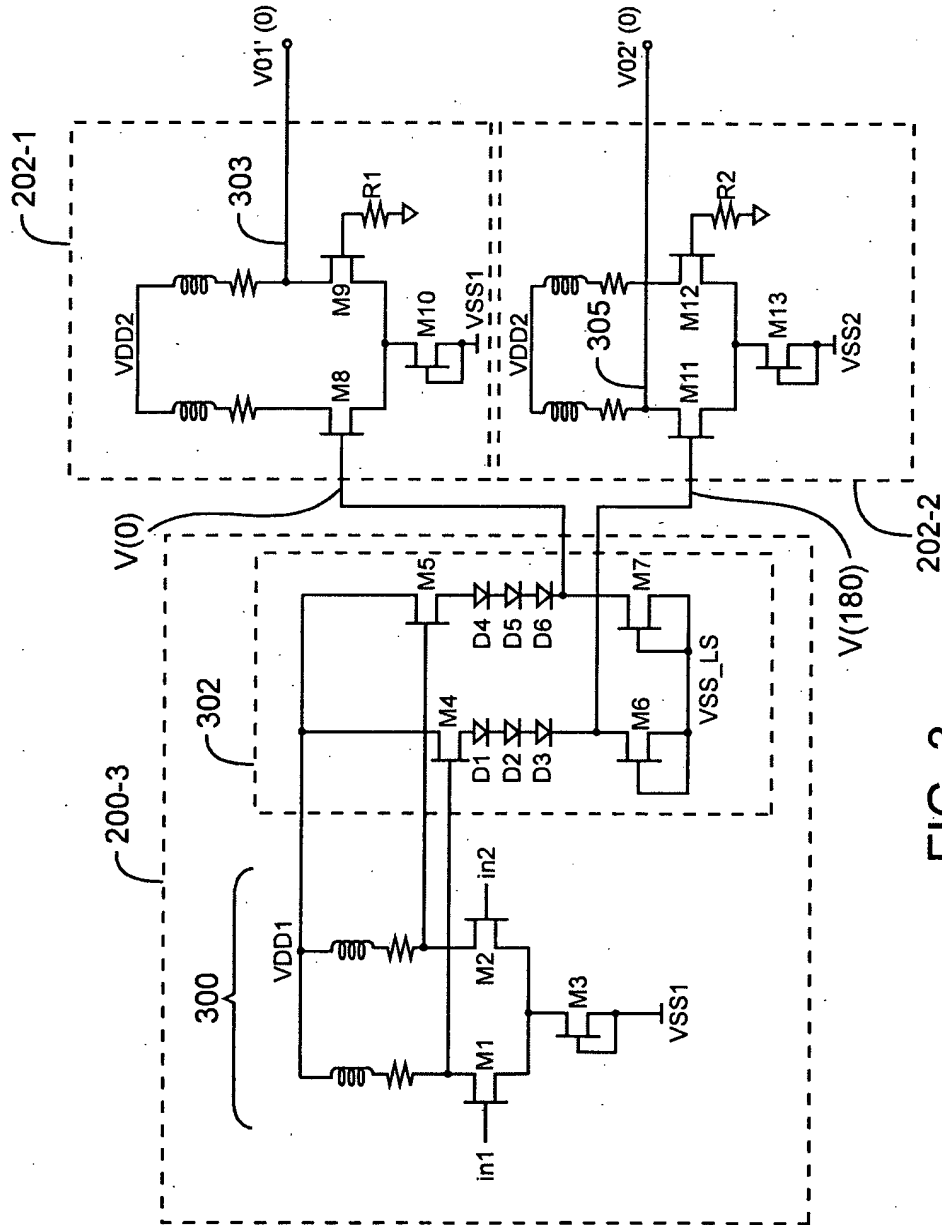 200-3
300
302
202-1
303
VDD1
in1
M1
M2
in2
M3
VSS1
M4
M5
D1
D2
D3
D4
D5
D6
M6
M7
VSS_LS
V(0)
V(180)
VDD2
M8
M9
R1
M10
VSS1
V01' (0)
VDD2
305
M11
M12
R2
M13
VSS2
V02' (0)
202-2